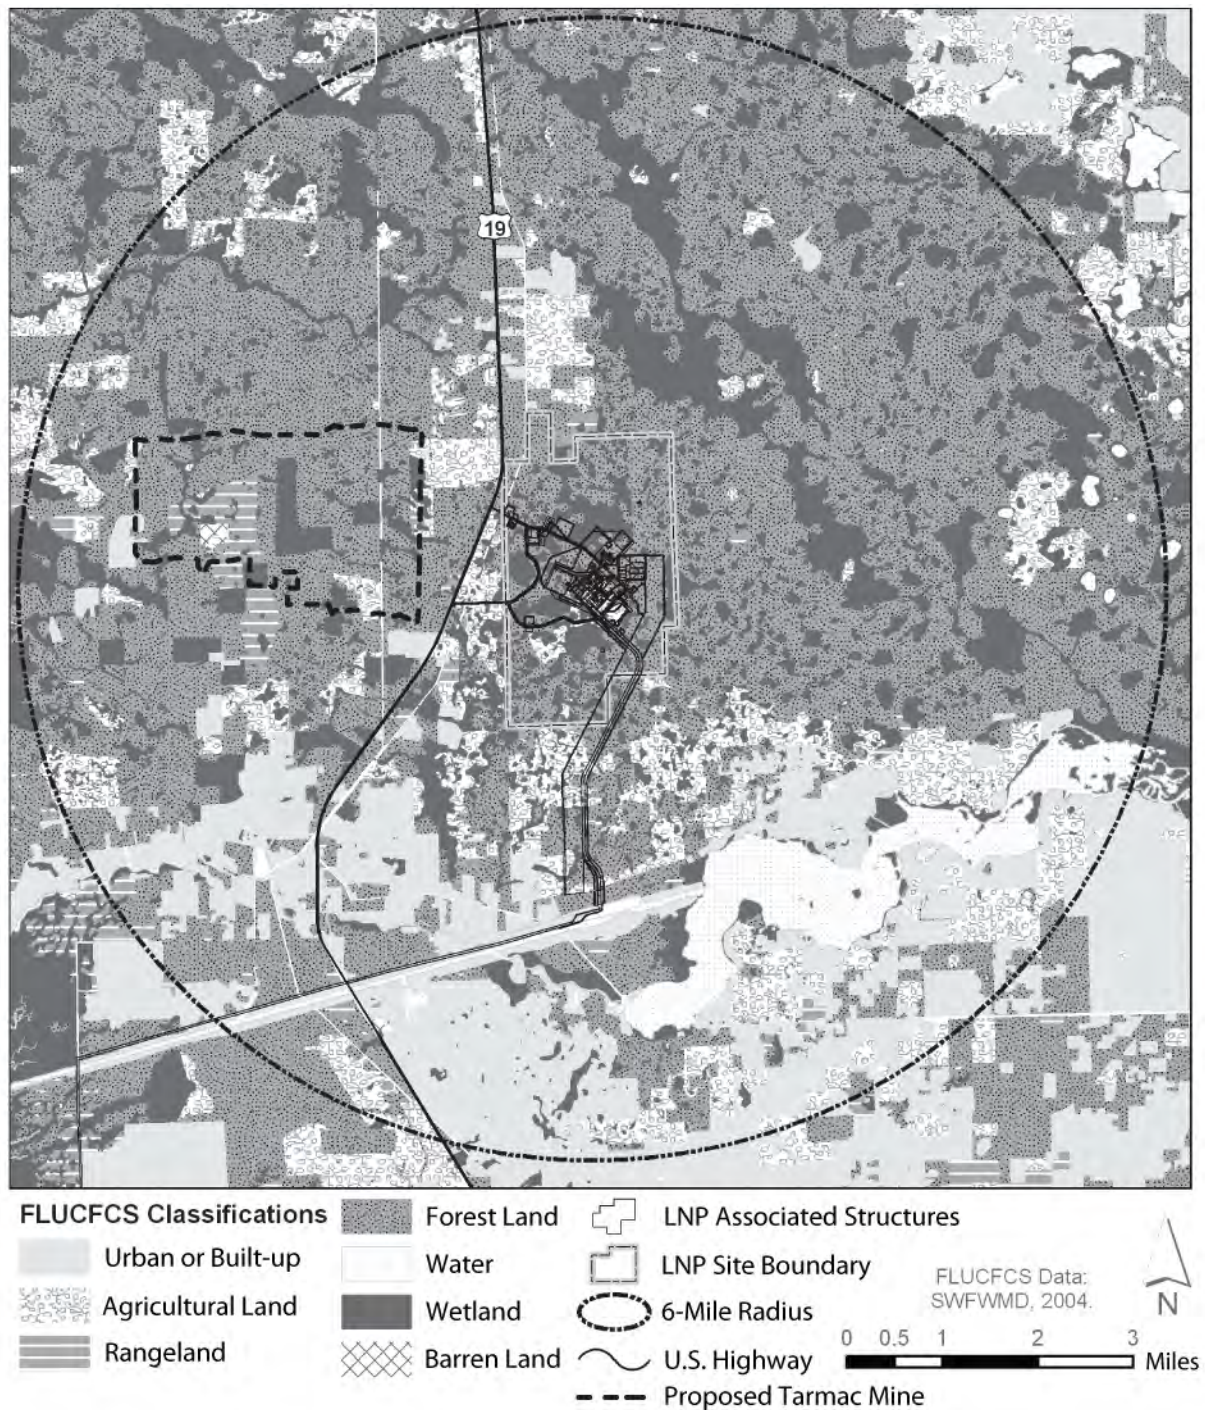 19
FLUCFCS Classifications
Urban or Built-up
Agricultural Land
Rangeland
Forest Land
Water
Wetland
Barren Land
LNP Associated Structures
LNP Site Boundary
6-Mile Radius
U.S. Highway
Proposed Tarmac Mine
FLUCFCS Data:
SWFWMD, 2004.
N
0 0.5 1 2 3
Miles